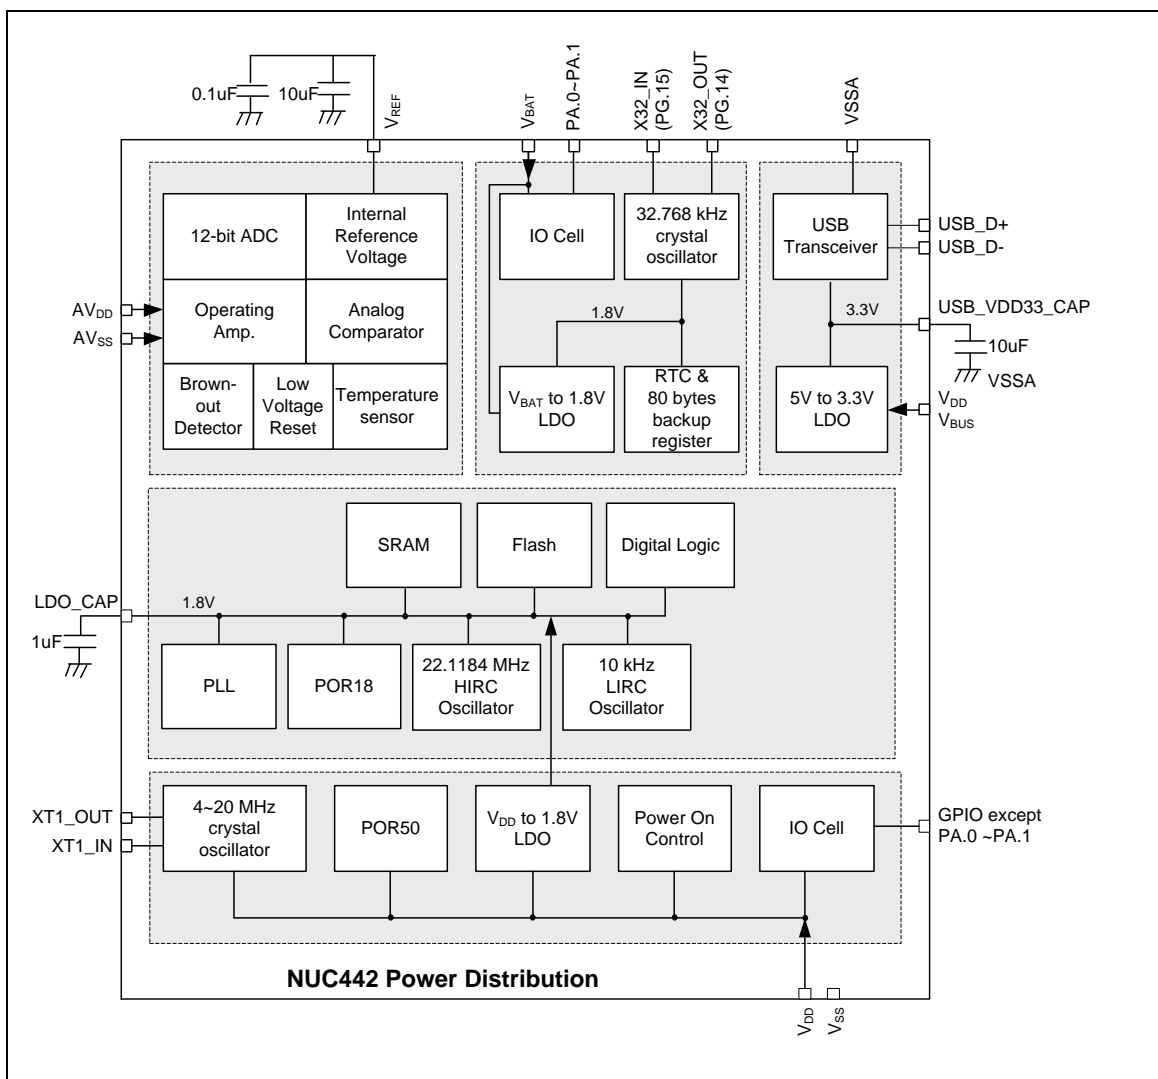 0.1uF
10uF
VREF
VBAT
PA.0~PA.1
X32_IN
(PG.15)
X32_OUT
(PG.14)
VSSA
12-bit ADC
Internal
Reference
Voltage
IO Cell
32.768 kHz
crystal
oscillator
USB
Transceiver
USB_D+
USB_D-
AVDD
AVSS
Operating
Amp.
Analog
Comparator
1.8V
3.3V
USB_VDD33_CAP
10uF
VSSA
Brown-
out
Detector
Low
Voltage
Reset
Temperature
sensor
VBAT to 1.8V
LDO
RTC &
80 bytes
backup
register
5V to 3.3V
LDO
VDD
VBUS
SRAM
Flash
Digital Logic
LDO_CAP
1.8V
1uF
PLL
POR18
22.1184 MHz
HIRC
Oscillator
10 kHz
LIRC
Oscillator
XT1_OUT
XT1_IN
4~20 MHz
crystal
oscillator
POR50
VDD to 1.8V
LDO
Power On
Control
IO Cell
GPIO except
PA.0 ~PA.1
NUC442 Power Distribution
VDD
VSS